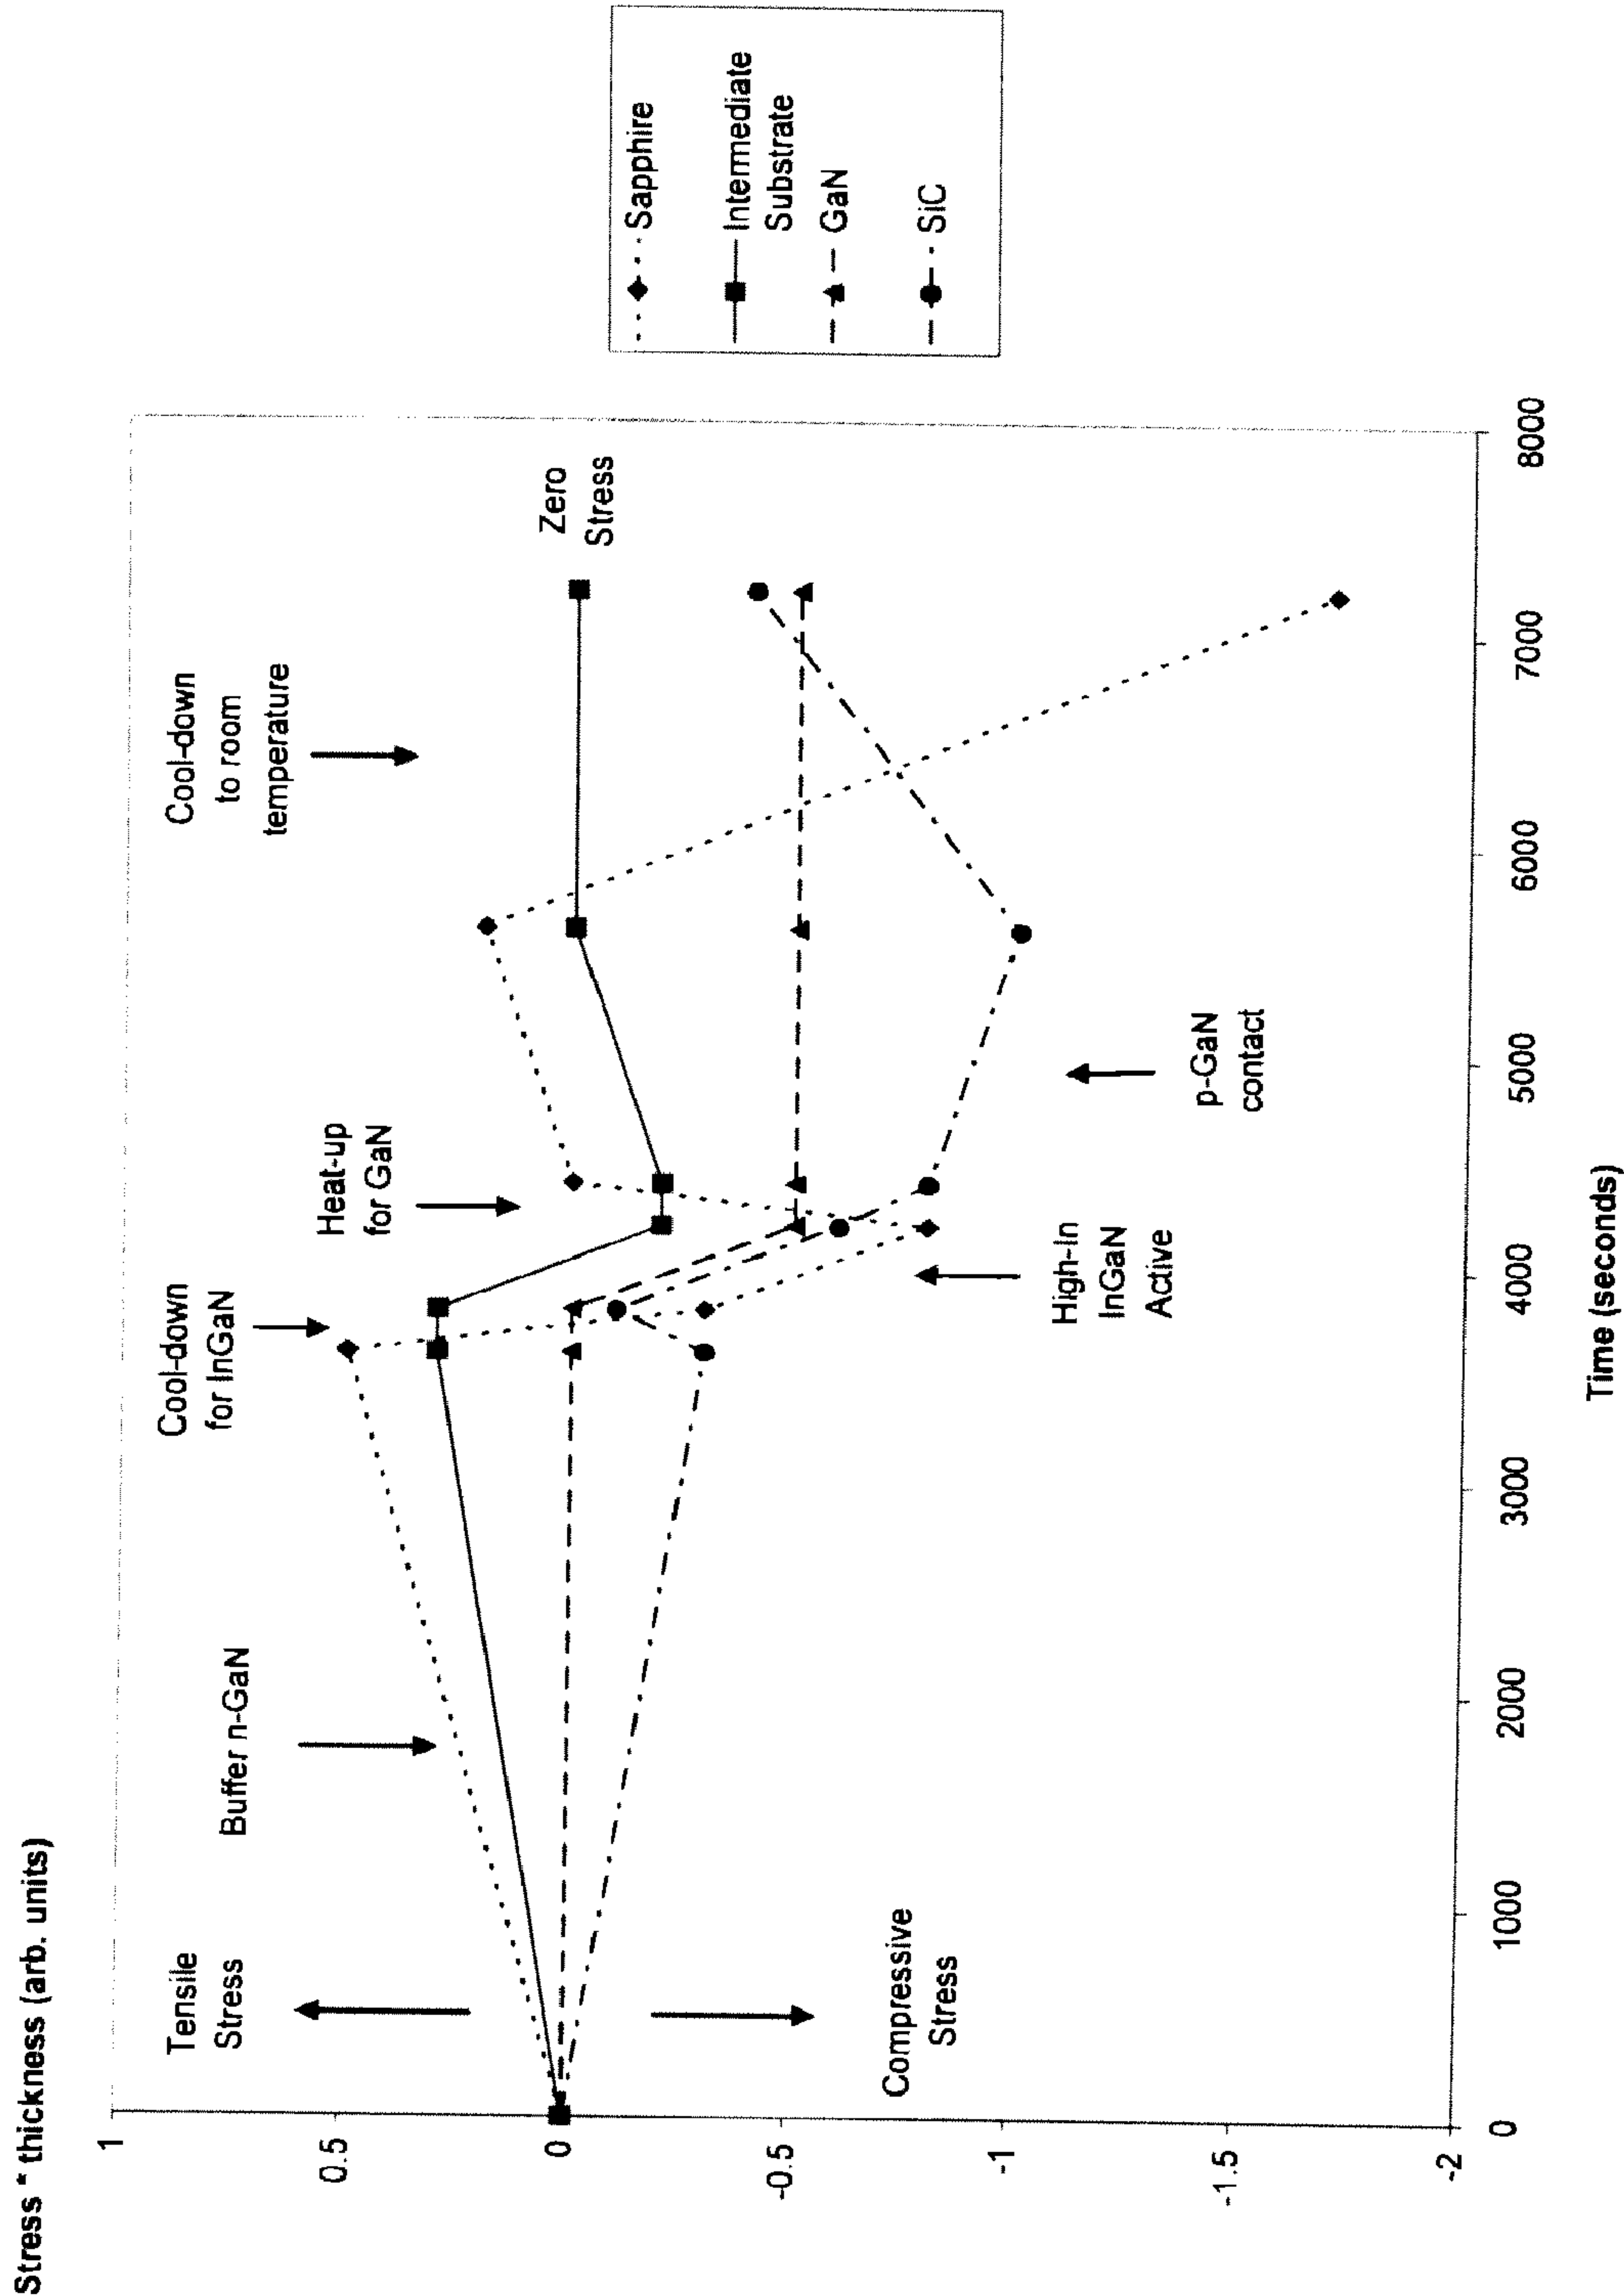 Stress * thickness (arb. units)
1
0.5
0
-0.5
-1
-1.5
-2
0
1000
2000
3000
4000
5000
6000
7000
8000
Time (seconds)
Tensile
Stress
Compressive
Stress
Buffer n-GaN
Cool-down
for InGaN
Heat-up
for GaN
High-In
InGaN
Active
p-GaN
contact
Cool-down
to room
temperature
Zero
Stress
Sapphire
Intermediate
Substrate
GaN
SiC